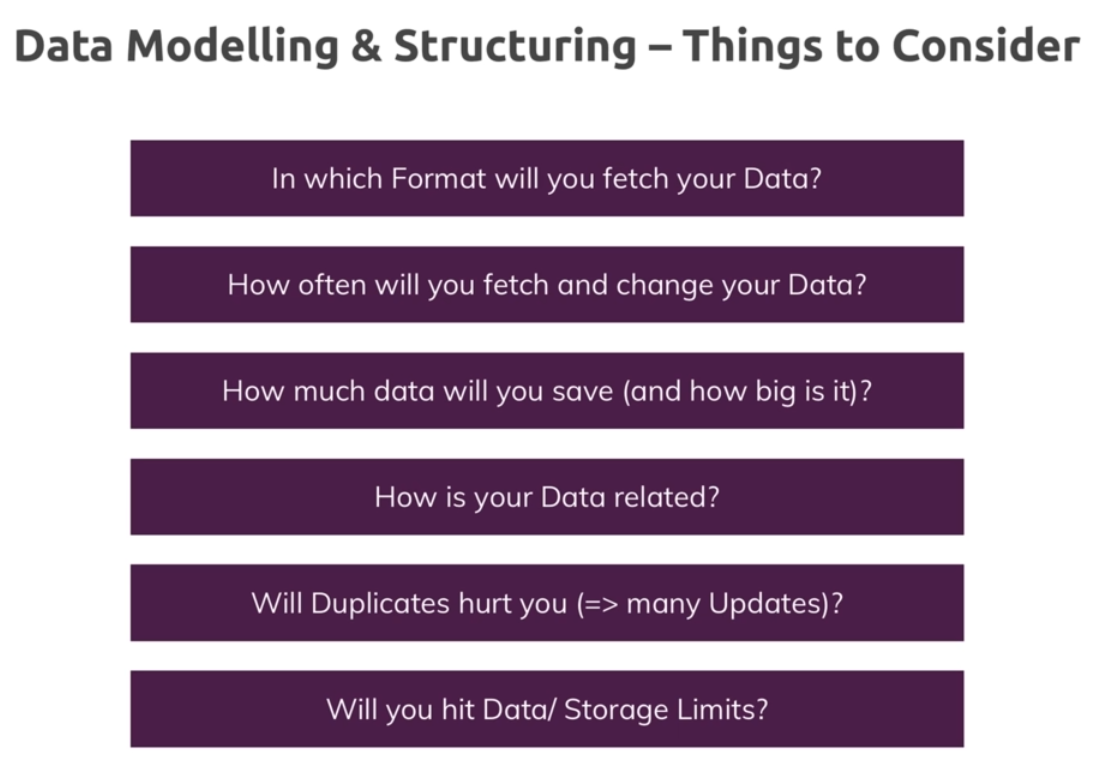 Data Modelling & Structuring – Things to Consider
In which Format will you fetch your Data?
How often will you fetch and change your Data?
How much data will you save (and how big is it)?
How is your Data related?
Will Duplicates hurt you (=> many Updates)?
Will you hit Data/ Storage Limits?